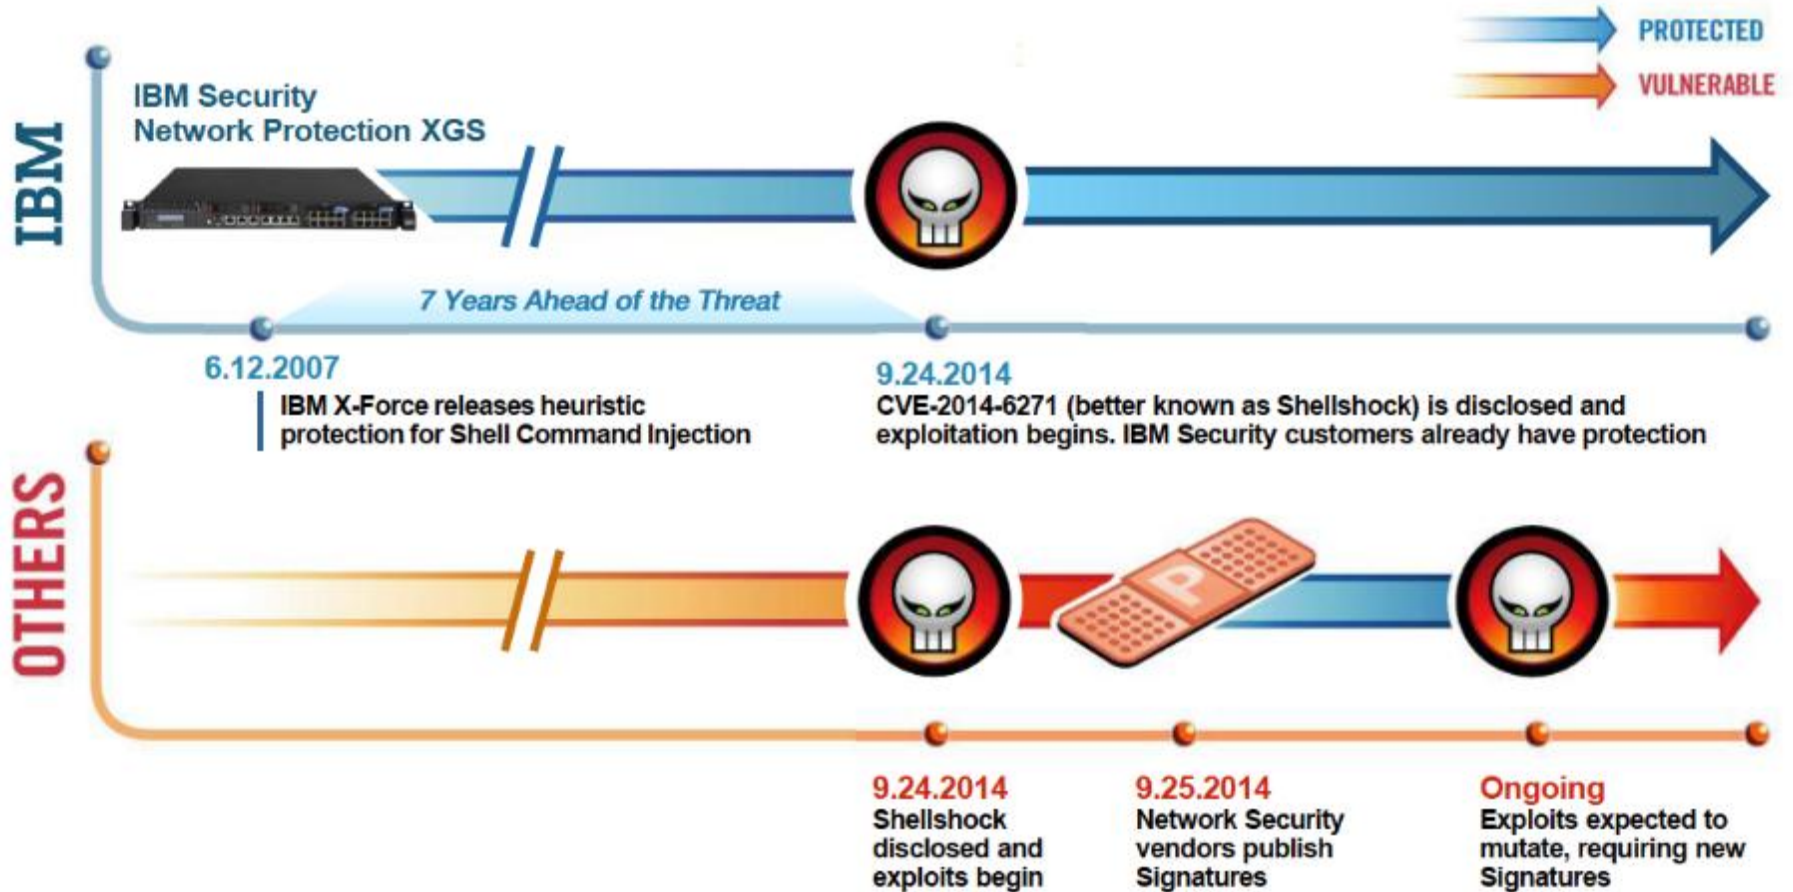 PROTECTED
VULNERABLE
IBM
IBM Security
Network Protection XGS
7 Years Ahead of the Threat
6.12.2007
IBM X-Force releases heuristic
protection for Shell Command Injection
9.24.2014
CVE-2014-6271 (better known as Shellshock) is disclosed and
exploitation begins. IBM Security customers already have protection
OTHERS
P
9.24.2014
Shellshock
disclosed and
exploits begin
9.25.2014
Network Security
vendors publish
Signatures
Ongoing
Exploits expected to
mutate, requiring new
Signatures